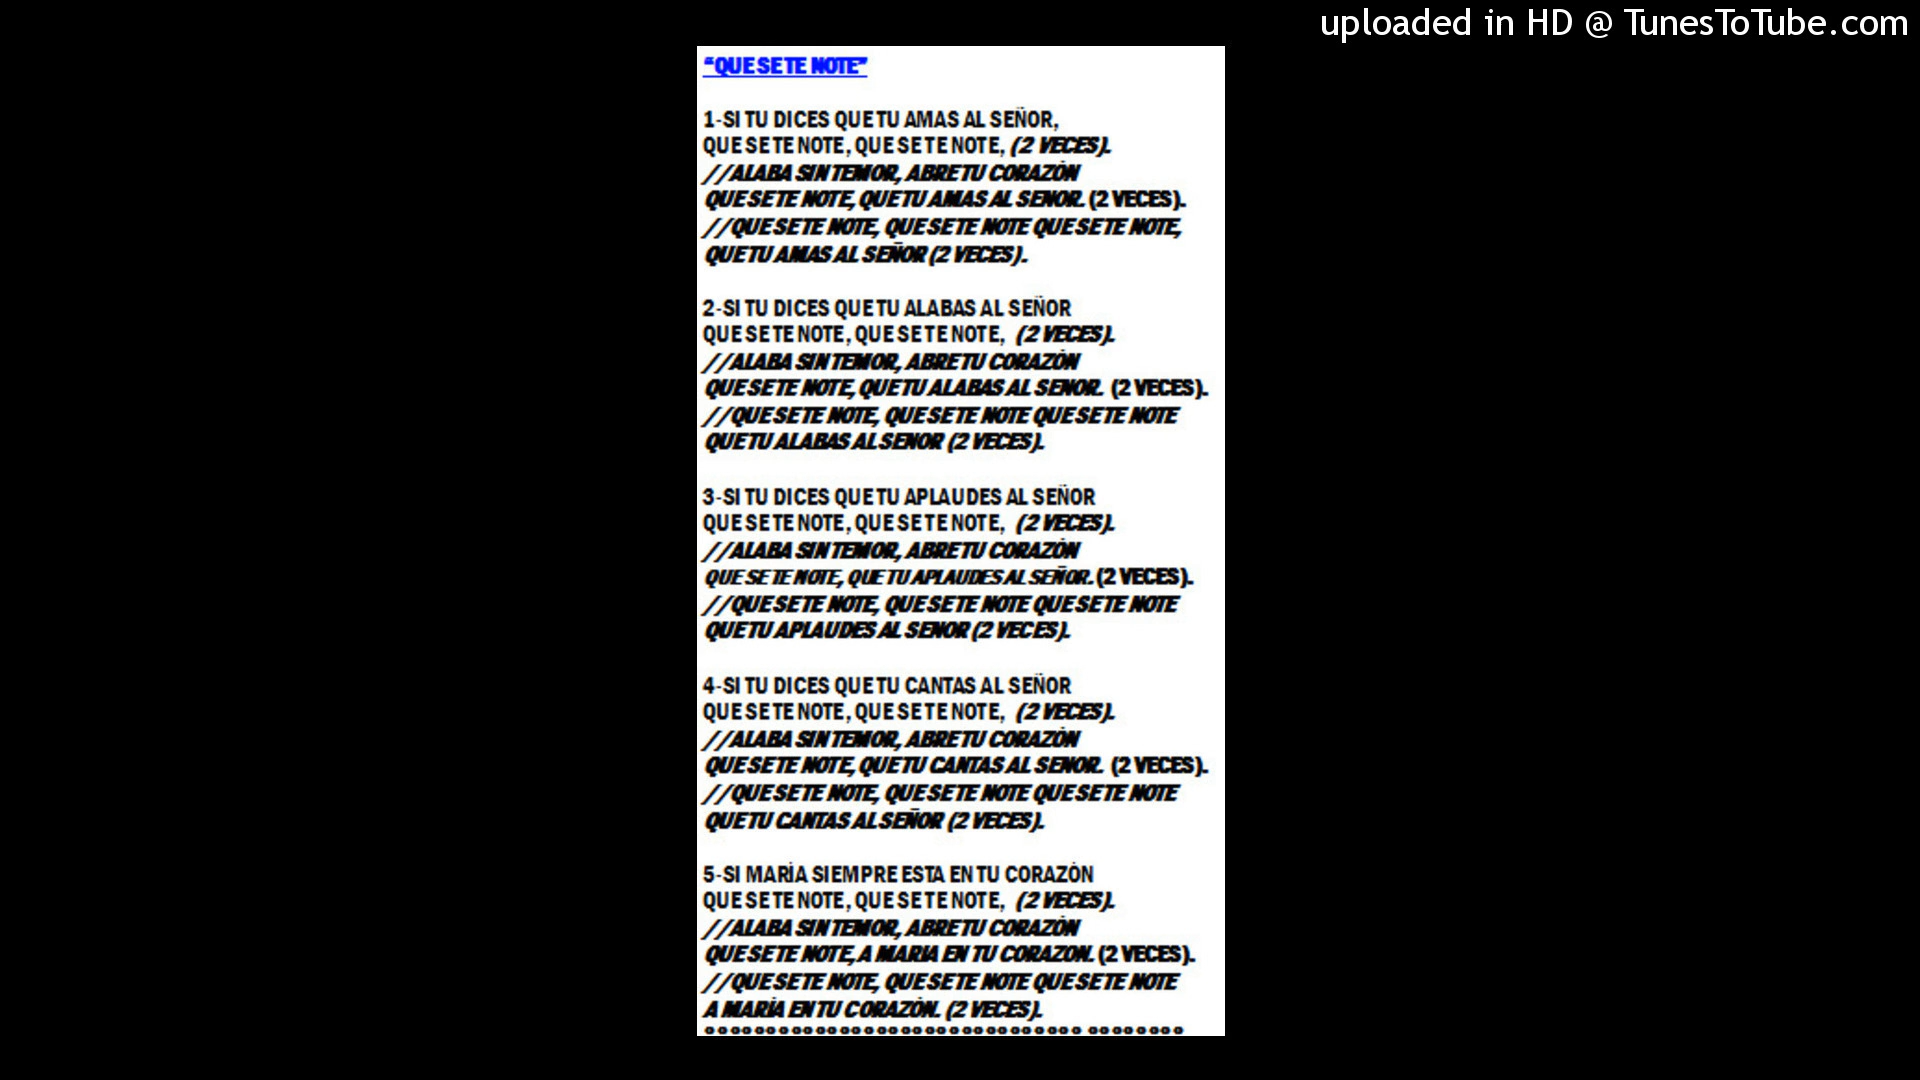 uploaded in HD @ TunesToTube.com
“QUE SE TE NOTE”
1-SI TU DICES QUE TU AMAS AL SEÑOR,
QUE SE TE NOTE, QUE SE TE NOTE, (2 VECES).
//ALABA SIN TEMOR, ABRE TU CORAZÓN
QUE SE TE NOTE, QUE TU AMAS AL SEÑOR. (2 VECES).
//QUE SE TE NOTE, QUE SE TE NOTE QUE SE TE NOTE,
QUE TU AMAS AL SEÑOR (2 VECES).
2-SI TU DICES QUE TU ALABAS AL SEÑOR
QUE SE TE NOTE, QUE SE TE NOTE, (2 VECES).
//ALABA SIN TEMOR, ABRE TU CORAZÓN
QUE SE TE NOTE, QUE TU ALABAS AL SEÑOR. (2 VECES).
//QUE SE TE NOTE, QUE SE TE NOTE QUE SE TE NOTE
QUE TU ALABAS AL SEÑOR (2 VECES).
3-SI TU DICES QUE TU APLAUDES AL SEÑOR
QUE SE TE NOTE, QUE SE TE NOTE, (2 VECES).
//ALABA SIN TEMOR, ABRE TU CORAZÓN
QUE SE TE NOTE, QUE TU APLAUDES AL SEÑOR. (2 VECES).
//QUE SE TE NOTE, QUE SE TE NOTE QUE SE TE NOTE
QUE TU APLAUDES AL SEÑOR (2 VECES).
4-SI TU DICES QUE TU CANTAS AL SEÑOR
QUE SE TE NOTE, QUE SE TE NOTE, (2 VECES).
//ALABA SIN TEMOR, ABRE TU CORAZÓN
QUE SE TE NOTE, QUE TU CANTAS AL SEÑOR. (2 VECES).
//QUE SE TE NOTE, QUE SE TE NOTE QUE SE TE NOTE
QUE TU CANTAS AL SEÑOR (2 VECES).
5-SI MARÍA SIEMPRE ESTA EN TU CORAZÓN
QUE SE TE NOTE, QUE SE TE NOTE, (2 VECES).
//ALABA SIN TEMOR, ABRE TU CORAZÓN
QUE SE TE NOTE, A MARIA EN TU CORAZON. (2 VECES).
//QUE SE TE NOTE, QUE SE TE NOTE QUE SE TE NOTE
A MARÍA EN TU CORAZÓN. (2 VECES).